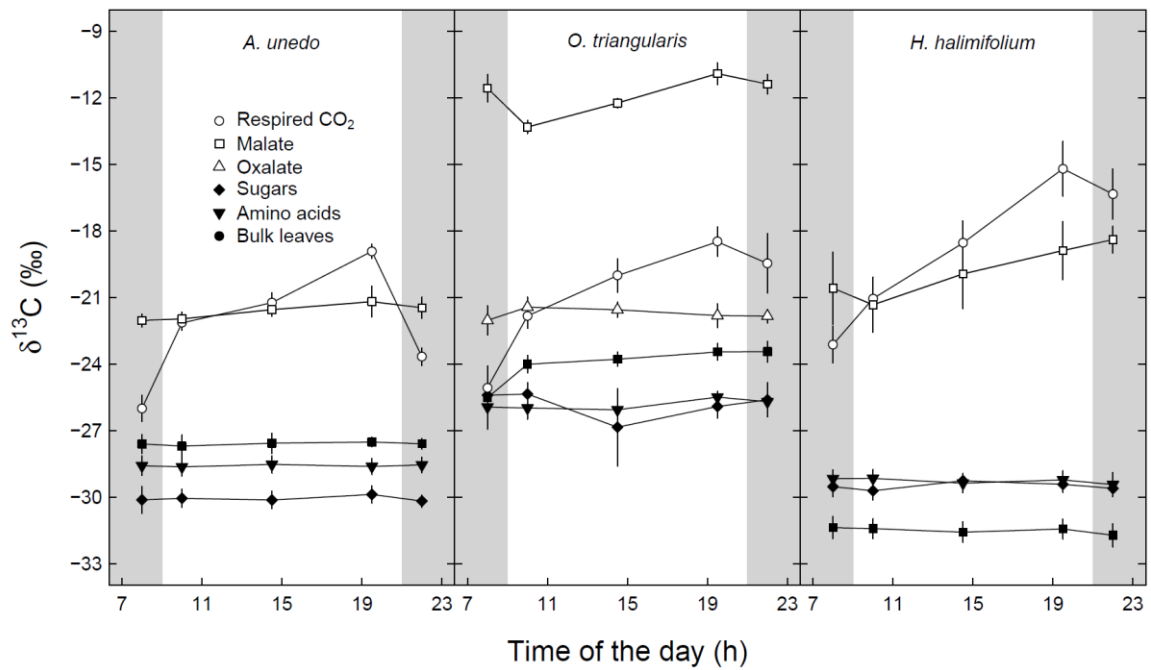 A. unedo
O. triangularis
H. halimifolium
Respired CO₂
Malate
Oxalate
Sugars
Amino acids
Bulk leaves
δ¹³C (‰)
−9
−12
−15
−18
−21
−24
−27
−30
−33
7 11 15 19 23
7 11 15 19 23
7 11 15 19 23
Time of the day (h)